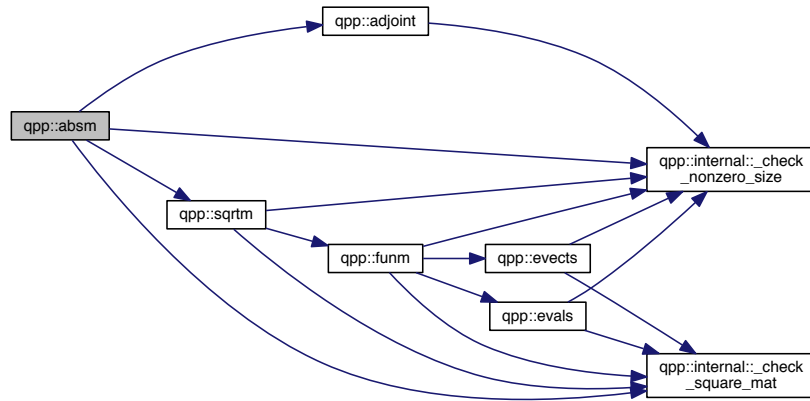 qpp::adjoint
qpp::absm
qpp::internal::_check
_nonzero_size
qpp::sqrtm
qpp::funm
qpp::evects
qpp::evals
qpp::internal::_check
_square_mat